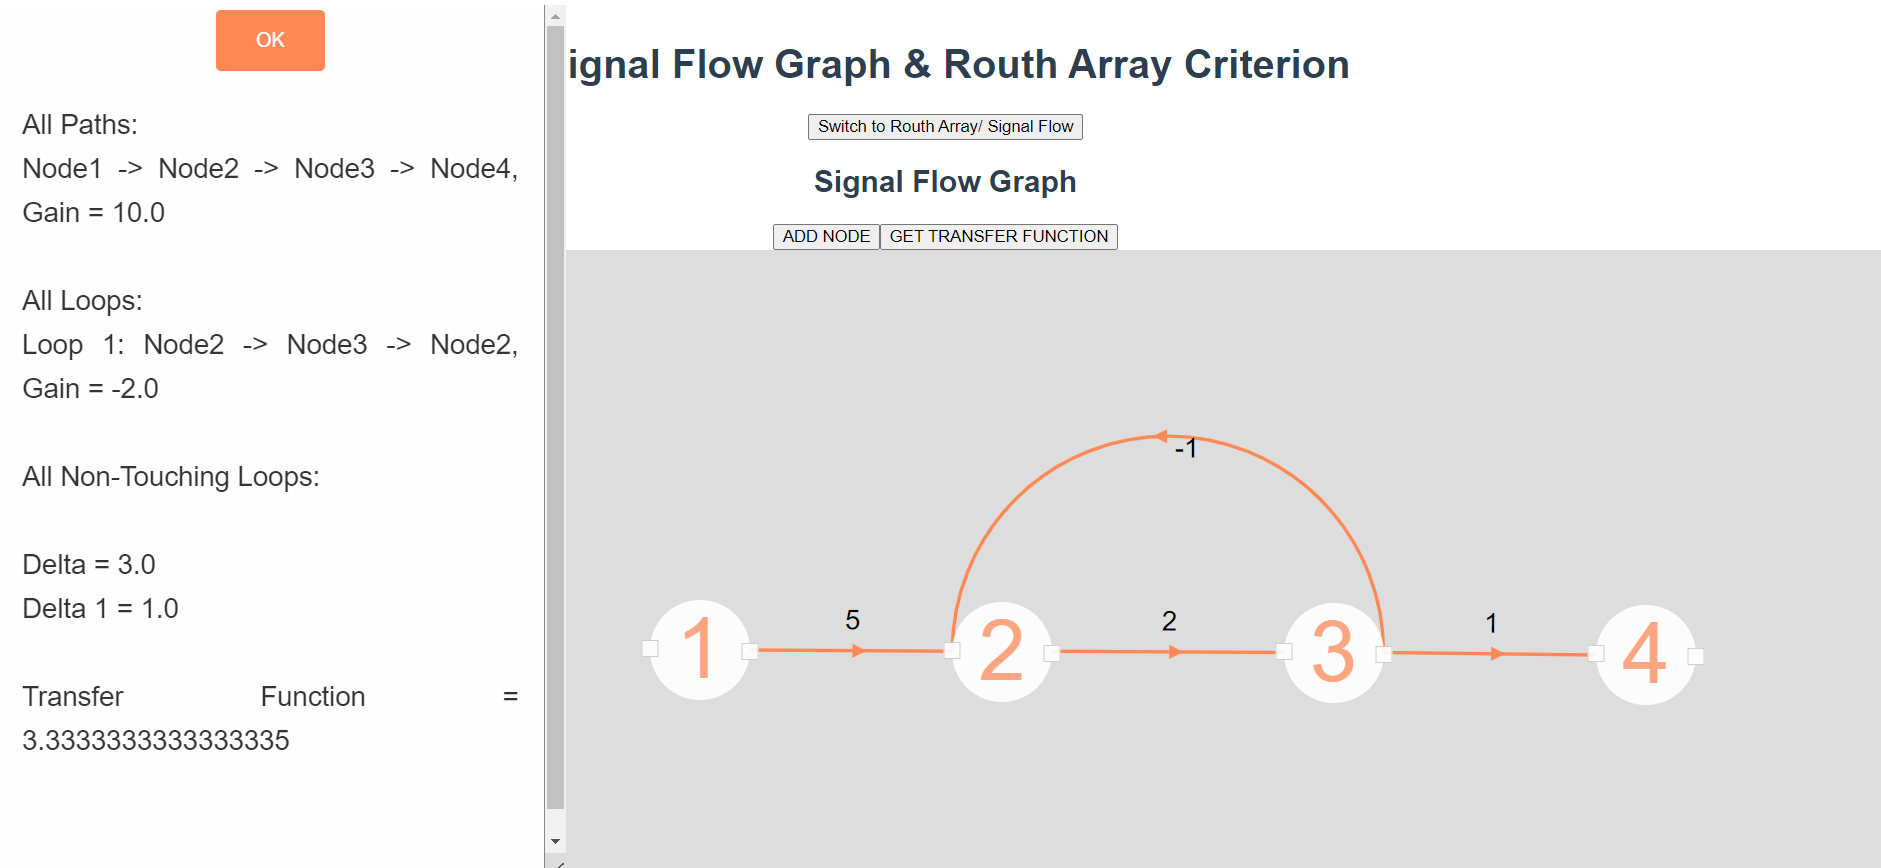 OK
All Paths:
Node1 -> Node2 -> Node3 -> Node4,
Gain = 10.0
All Loops:
Loop 1: Node2 -> Node3 -> Node2,
Gain = -2.0
All Non-Touching Loops:
Delta = 3.0
Delta 1 = 1.0
Transfer Function =
3.3333333333333335
ignal Flow Graph & Routh Array Criterion
Switch to Routh Array/ Signal Flow
Signal Flow Graph
ADD NODE GET TRANSFER FUNCTION
-1
5 2 1
1 2 3 4